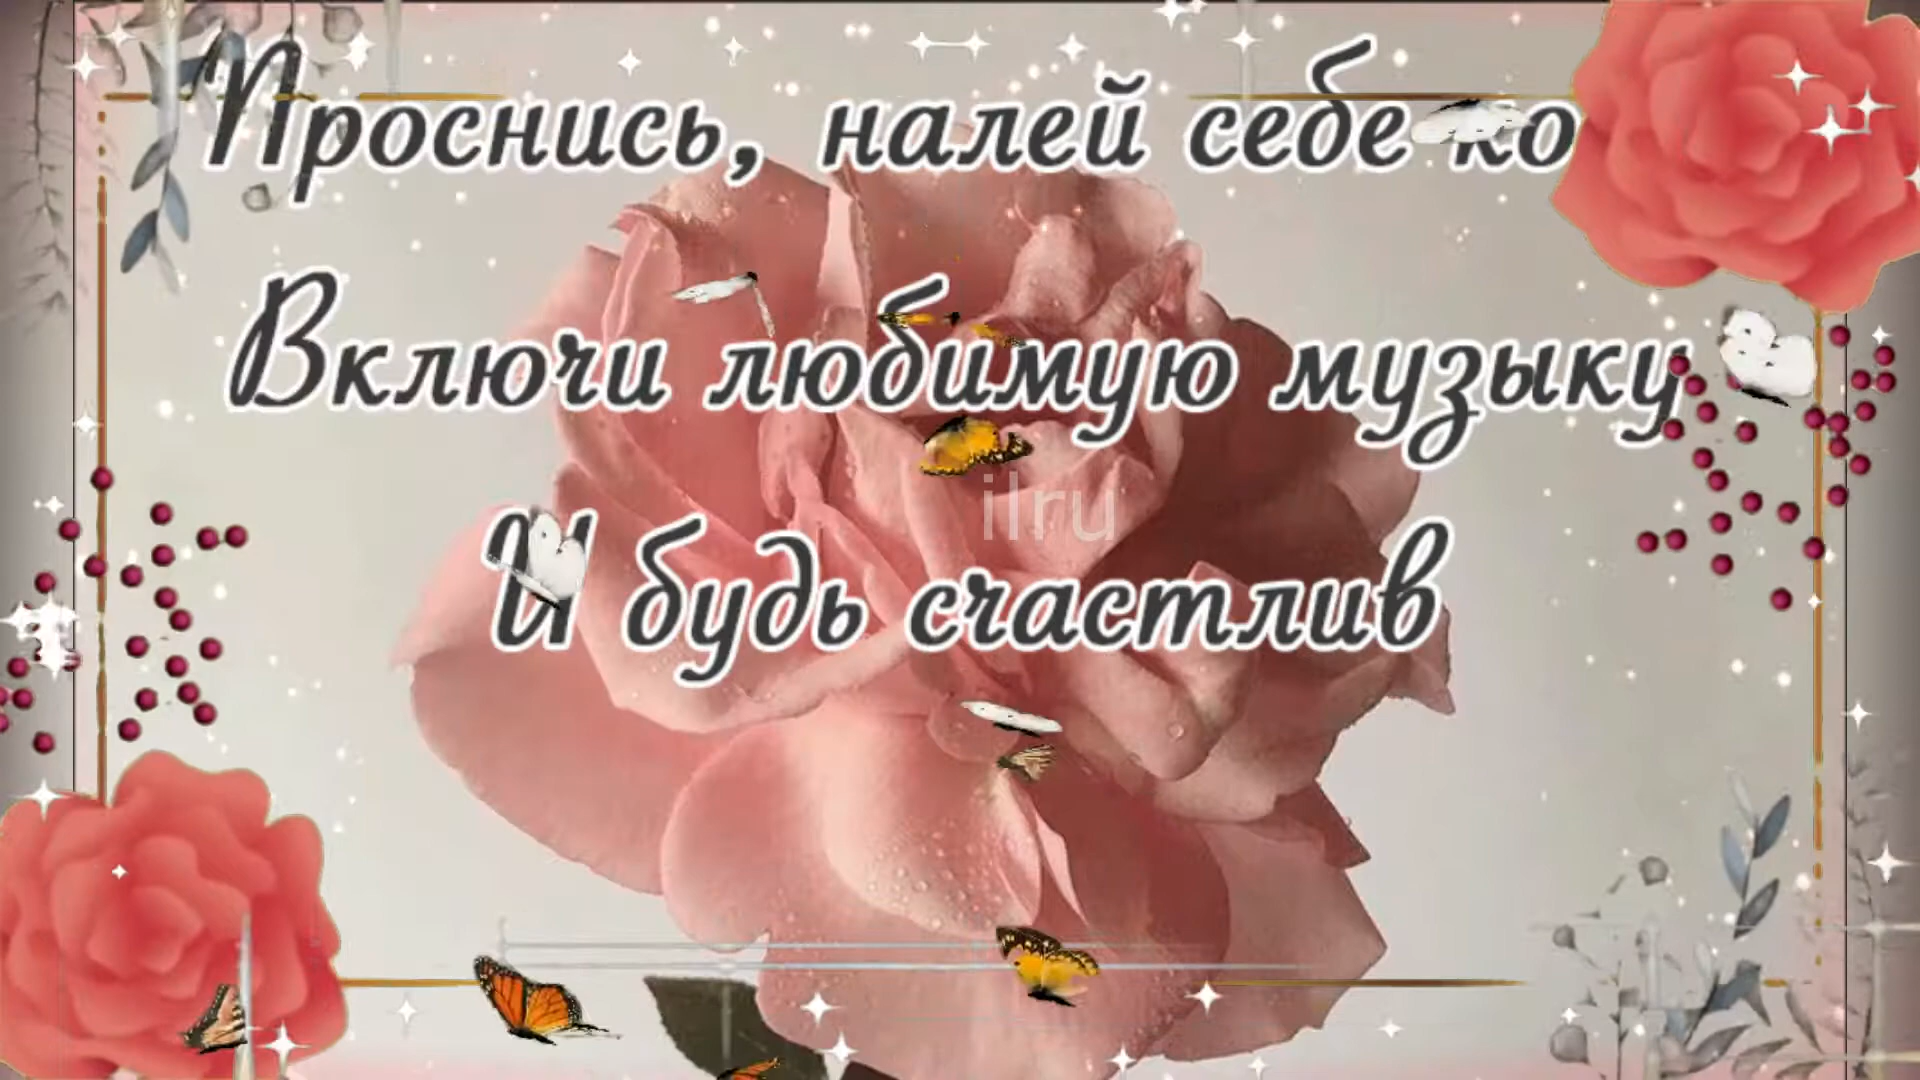 Проснись, налей себе ко
Включи любимую музыку
ilru
И будь счастлив